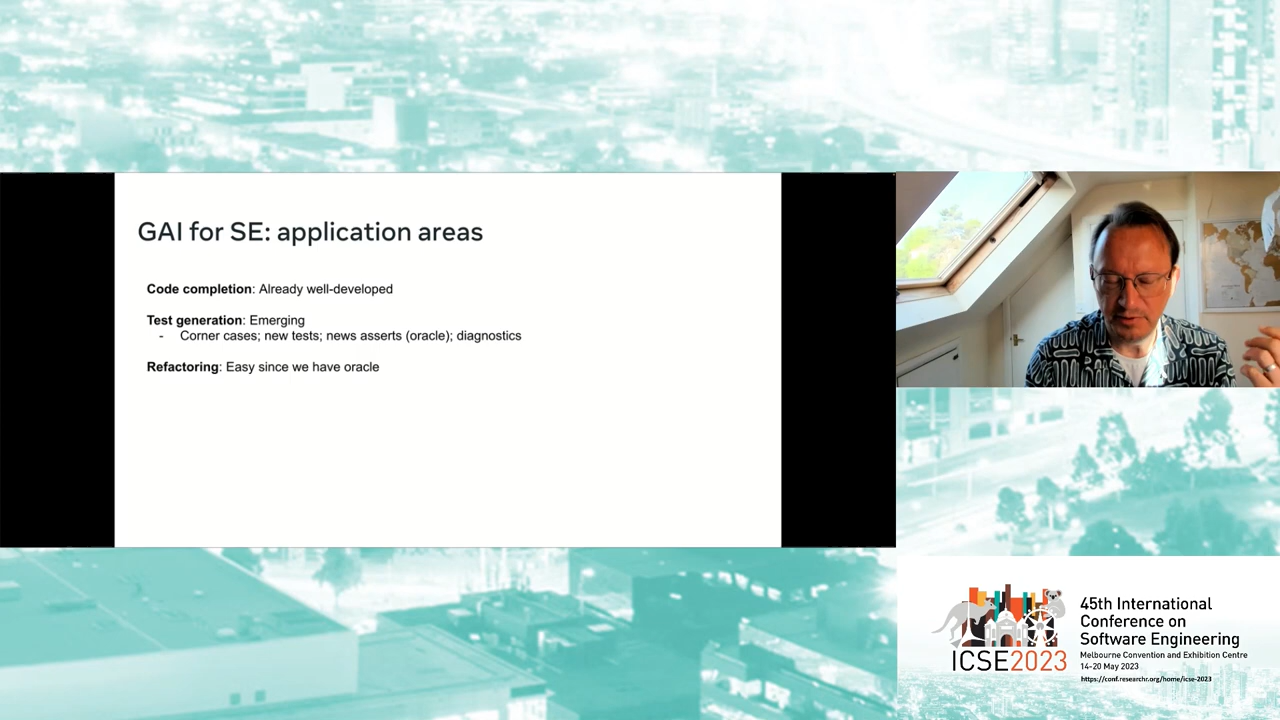 GAI for SE: application areas
Code completion: Already well-developed
Test generation: Emerging
- Corner cases; new tests; news asserts (oracle); diagnostics
Refactoring: Easy since we have oracle
ICSE2023
45th International
Conference on
Software Engineering
Melbourne Convention and Exhibition Centre
14-20 May 2023
https://conf.researchr.org/home/icse-2023